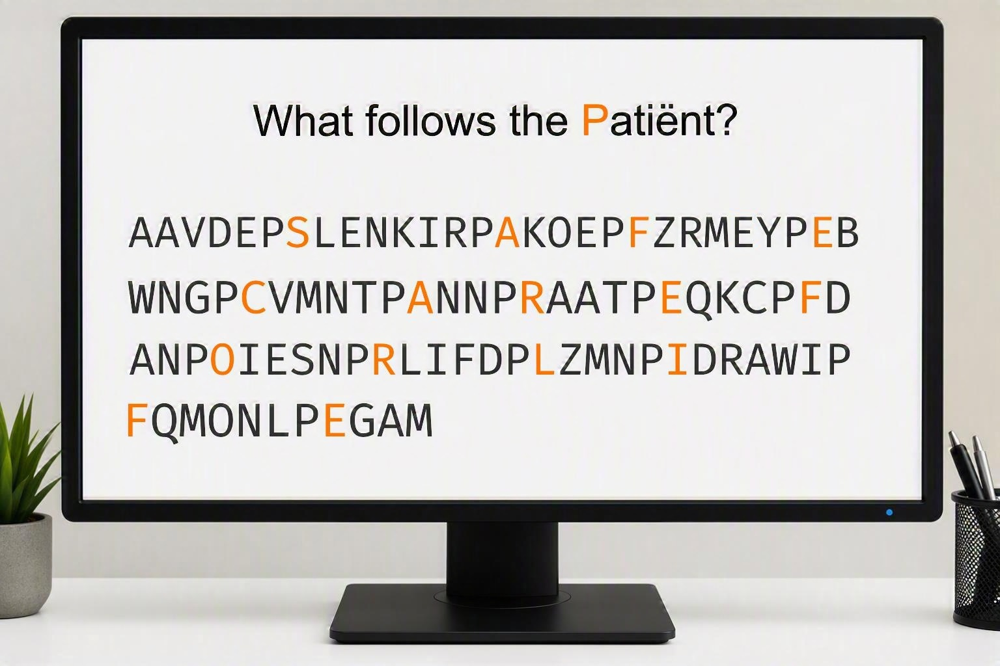 What follows the Patiënt?
AAVDEPSLENKIRPAKOEPFZRMEYPEB
WNGPCVMNTPANNPRAATPEQKCPFD
ANPOIESNPRLIFDPLZMNPIDRAWIP
FQMONLPEGAM